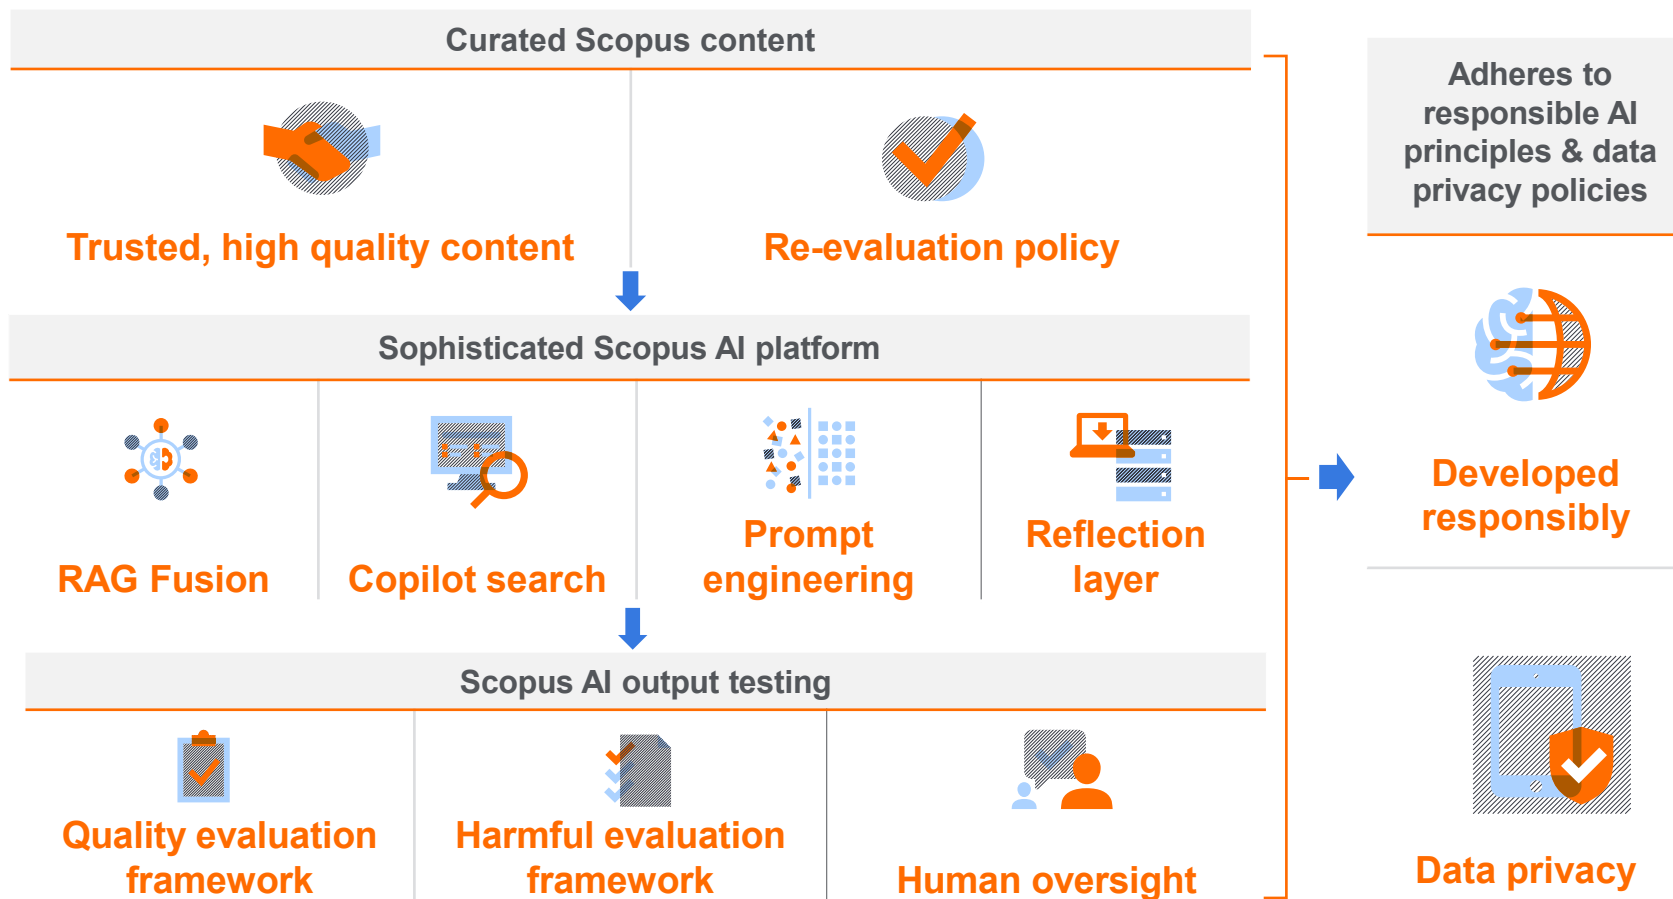 Curated Scopus content
Trusted, high quality content
Re-evaluation policy
Sophisticated Scopus AI platform
RAG Fusion
Copilot search
Prompt
engineering
Reflection
layer
Scopus AI output testing
Quality evaluation
framework
Harmful evaluation
framework
Human oversight
Adheres to
responsible AI
principles & data
privacy policies
Developed
responsibly
Data privacy